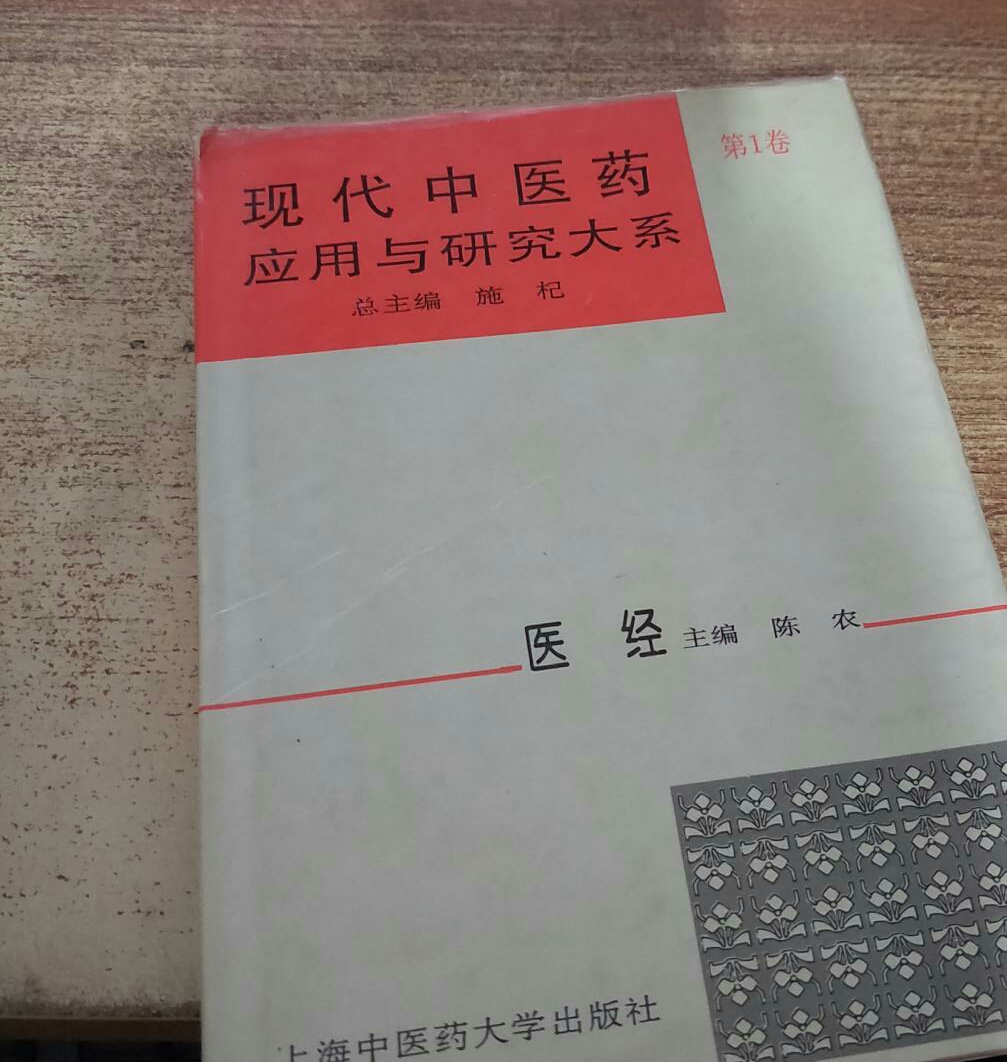 现代中医药
应用与研究大系
总主编 施 杞
第1卷
医 经 主编 陈 农
上海中医药大学出版社